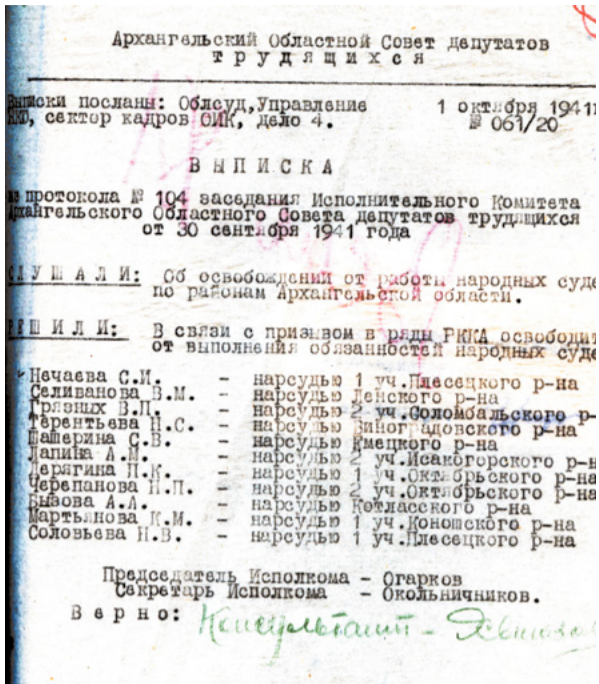 Архангельский Областной Совет депутатов
трудящихся
Выписки посланы: Облсуд,Управление 1 октября 1941г
НКЮ, сектор кадров ОИК, дело 4. № 061/20
ВЫПИСКА
из протокола № 104 заседания Исполнительного Комитета
Архангельского Областного Совета депутатов трудящихся
от 30 сентября 1941 года
СЛУШАЛИ: Об освобождении от работы народных суде
по районам Архангельской области.
РЕШИЛИ: В связи с призывом в ряды РККА освободит
от выполнения обязанностей народных суде
Нечаева С.И. – нарсудью 1 уч.Плесецкого р-на
Селиванова В.М. – нарсудью Ленского р-на
Грязных В.П. – нарсудью 2 уч.Соломбальского р-
Терентьева П.С. – нарсудью Виноградовского р-на
Шашерина С.В. – нарсудью Емецкого р-на
Лапина А.М. – нарсудью 2 уч.Исакогорского р-н
Дерягина П.К. – нарсудью 1 уч.Октябрьского р-на
Черепанова П.П. – нарсудью 2 уч.Октябрьского р-на
Бызова А.А. – нарсудью Котласского р-на
Мартьянова К.М. – нарсудью 1 уч.Коношского р-на
Соловьева Н.В. – нарсудью 1 уч.Плесецкого р-на
Председатель Исполкома – Огарков
Секретарь Исполкома – Окольничников.
Верно: Консультант –